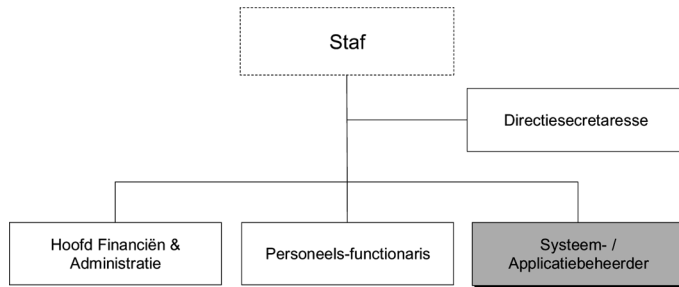 Staf
Directiesecretaresse
Hoofd Financiën &
Administratie
Personeels-functionaris
Systeem- /
Applicatiebeheerder